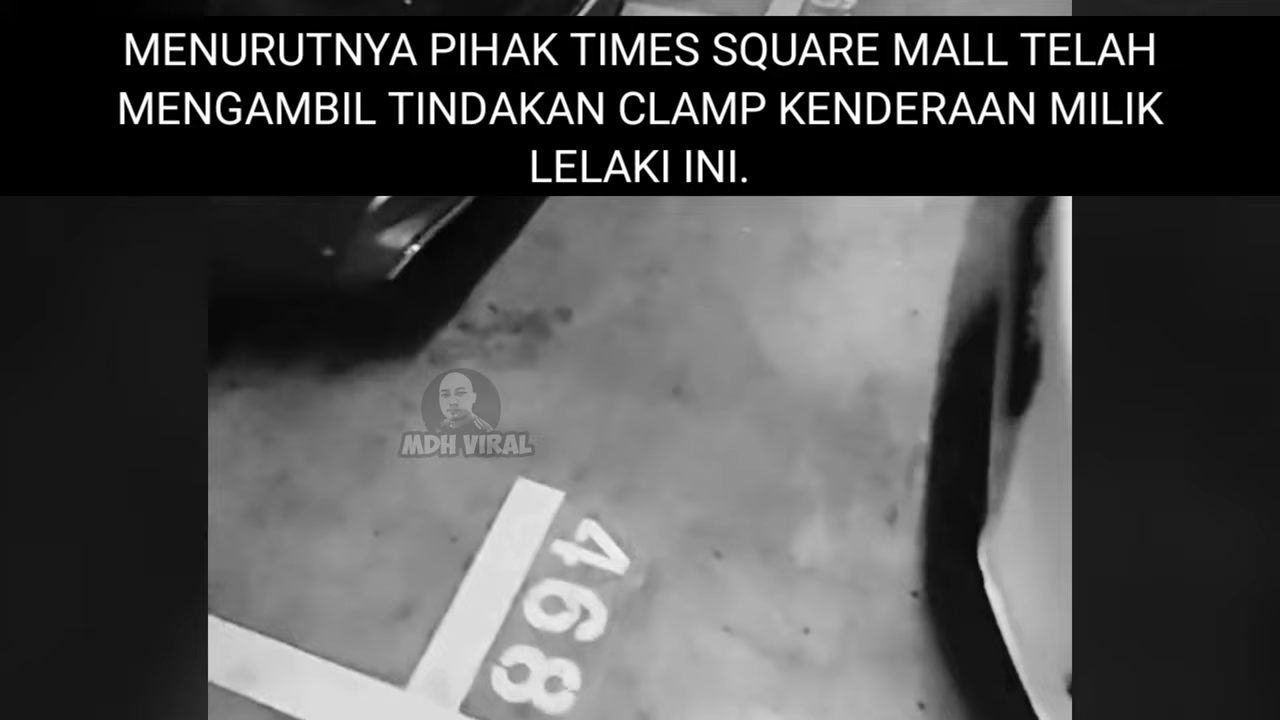 MENURUTNYA PIHAK TIMES SQUARE MALL TELAH
MENGAMBIL TINDAKAN CLAMP KENDERAAN MILIK
LELAKI INI.
MDH VIRAL
468